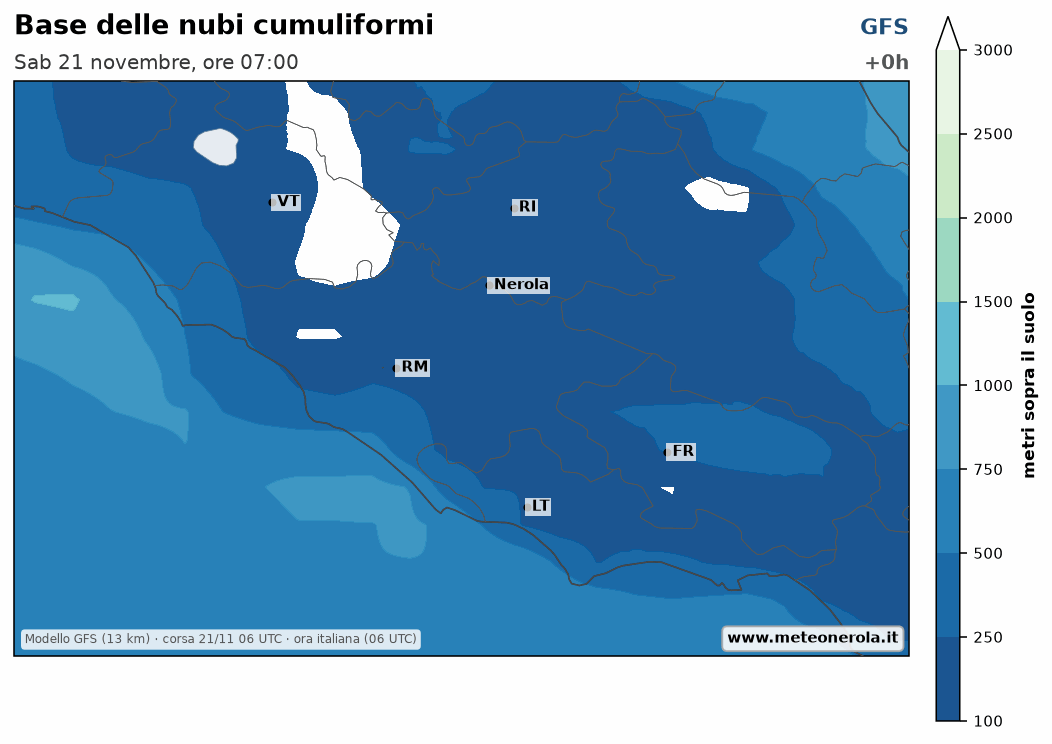 Base delle nubi cumuliformi
GFS
Sab 21 novembre, ore 07:00
+0h
3000
2500
2000
1500
1000
750
500
250
100
metri sopra il suolo
VT
RI
Nerola
RM
FR
LT
Modello GFS (13 km) · corsa 21/11 06 UTC · ora italiana (06 UTC)
www.meteonerola.it